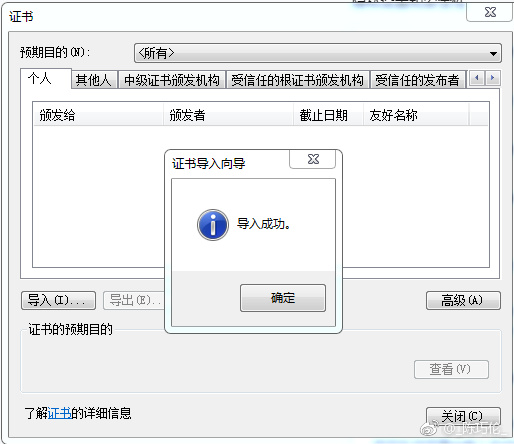 证书
预期目的(N):
<所有>
个人
其他人
中级证书颁发机构
受信任的根证书颁发机构
受信任的发布者
颁发给
颁发者
截止日期
友好名称
证书导入向导
导入成功。
确定
导入(I)...
导出(E)..
高级(A)
证书的预期目的
查看(V)
了解证书的详细信息
关闭(C)